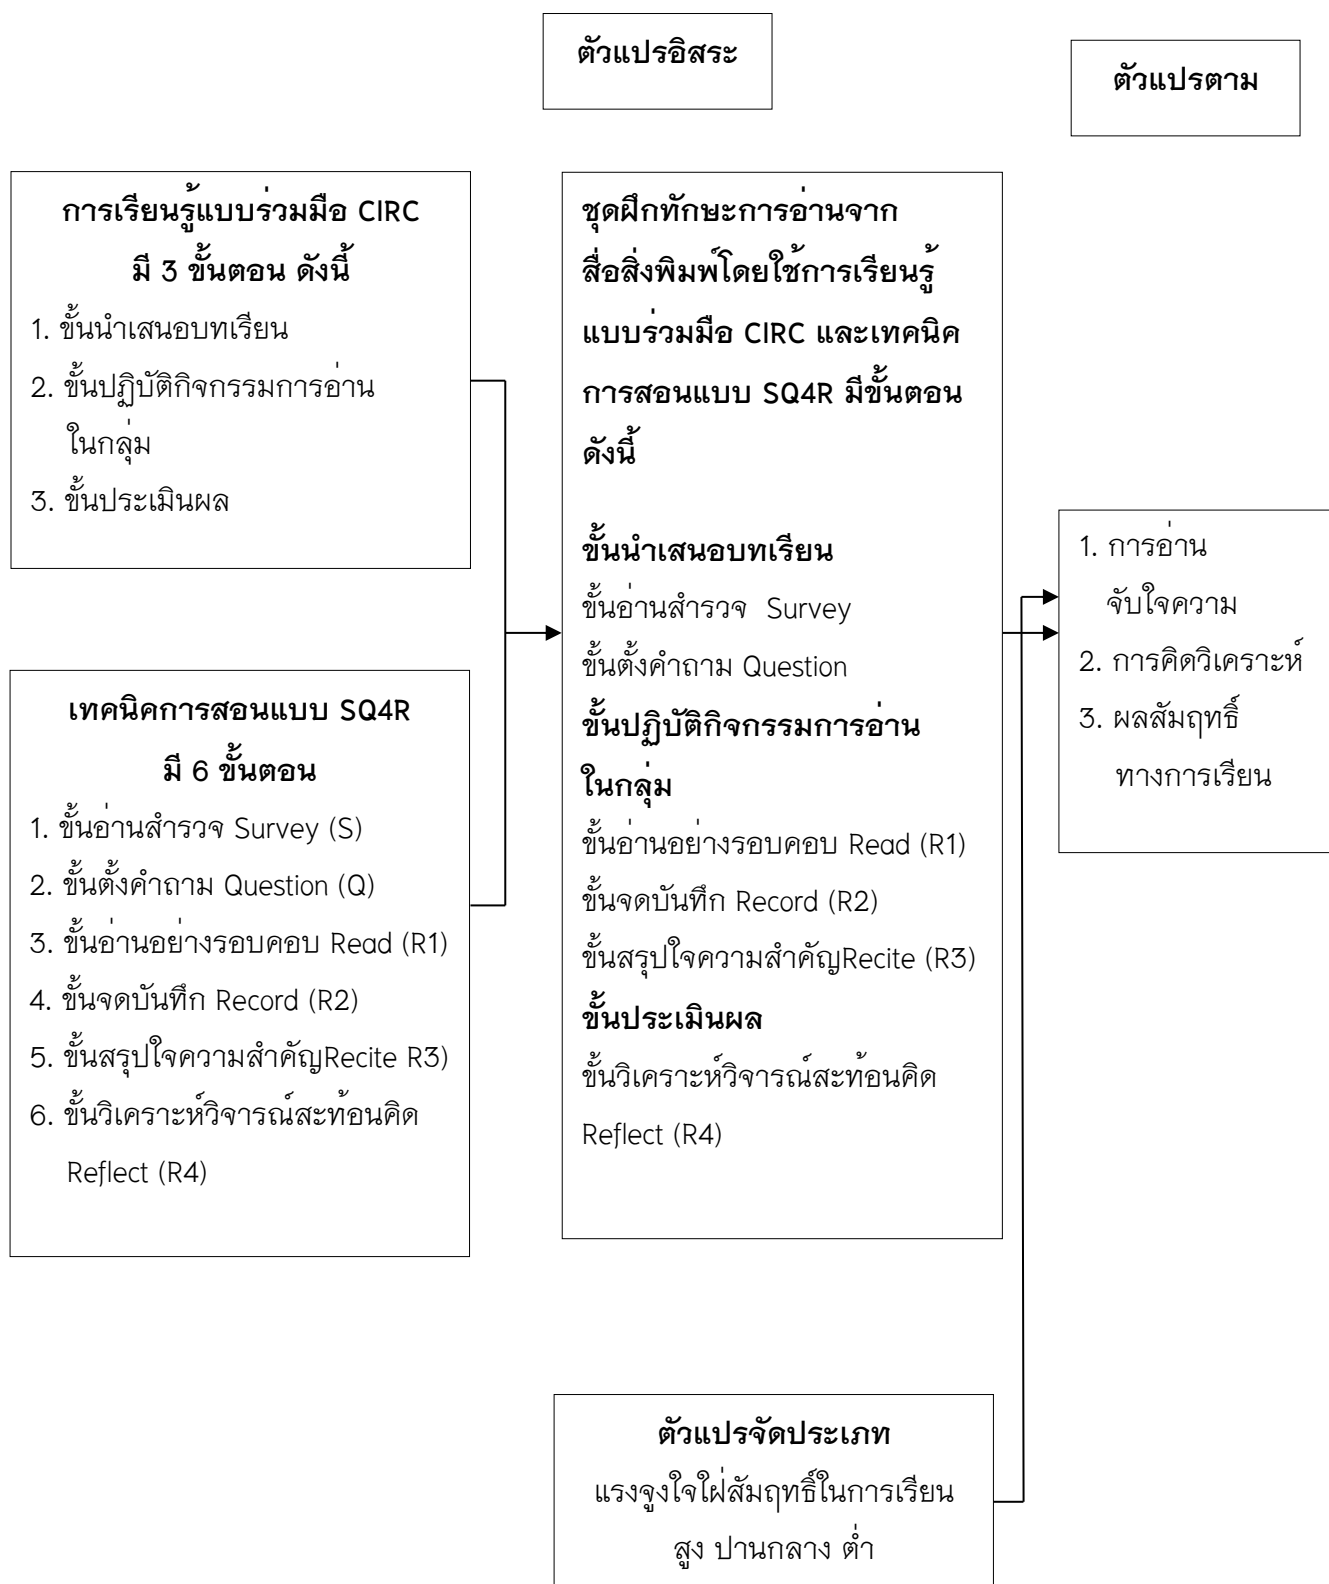 ตัวแปรอิสระ
ตัวแปรตาม
การเรียนรู้แบบร่วมมือ CIRC
มี 3 ขั้นตอน ดังนี้
1. ขั้นนำเสนอบทเรียน
2. ขั้นปฏิบัติกิจกรรมการอ่าน
ในกลุ่ม
3. ขั้นประเมินผล
เทคนิคการสอนแบบ SQ4R
มี 6 ขั้นตอน
1. ขั้นอ่านสำรวจ Survey (S)
2. ขั้นตั้งคำถาม Question (Q)
3. ขั้นอ่านอย่างรอบคอบ Read (R1)
4. ขั้นจดบันทึก Record (R2)
5. ขั้นสรุปใจความสำคัญRecite R3)
6. ขั้นวิเคราะห์วิจารณ์สะท้อนคิด
Reflect (R4)
ชุดฝึกทักษะการอ่านจาก
สื่อสิ่งพิมพ์โดยใช้การเรียนรู้
แบบร่วมมือ CIRC และเทคนิค
การสอนแบบ SQ4R มีขั้นตอน
ดังนี้
ขั้นนำเสนอบทเรียน
ขั้นอ่านสำรวจ Survey
ขั้นตั้งคำถาม Question
ขั้นปฏิบัติกิจกรรมการอ่าน
ในกลุ่ม
ขั้นอ่านอย่างรอบคอบ Read (R1)
ขั้นจดบันทึก Record (R2)
ขั้นสรุปใจความสำคัญRecite (R3)
ขั้นประเมินผล
ขั้นวิเคราะห์วิจารณ์สะท้อนคิด
Reflect (R4)
1. การอ่าน
จับใจความ
2. การคิดวิเคราะห์
3. ผลสัมฤทธิ์
ทางการเรียน
ตัวแปรจัดประเภท
แรงจูงใจใฝ่สัมฤทธิ์ในการเรียน
สูง ปานกลาง ต่ำ